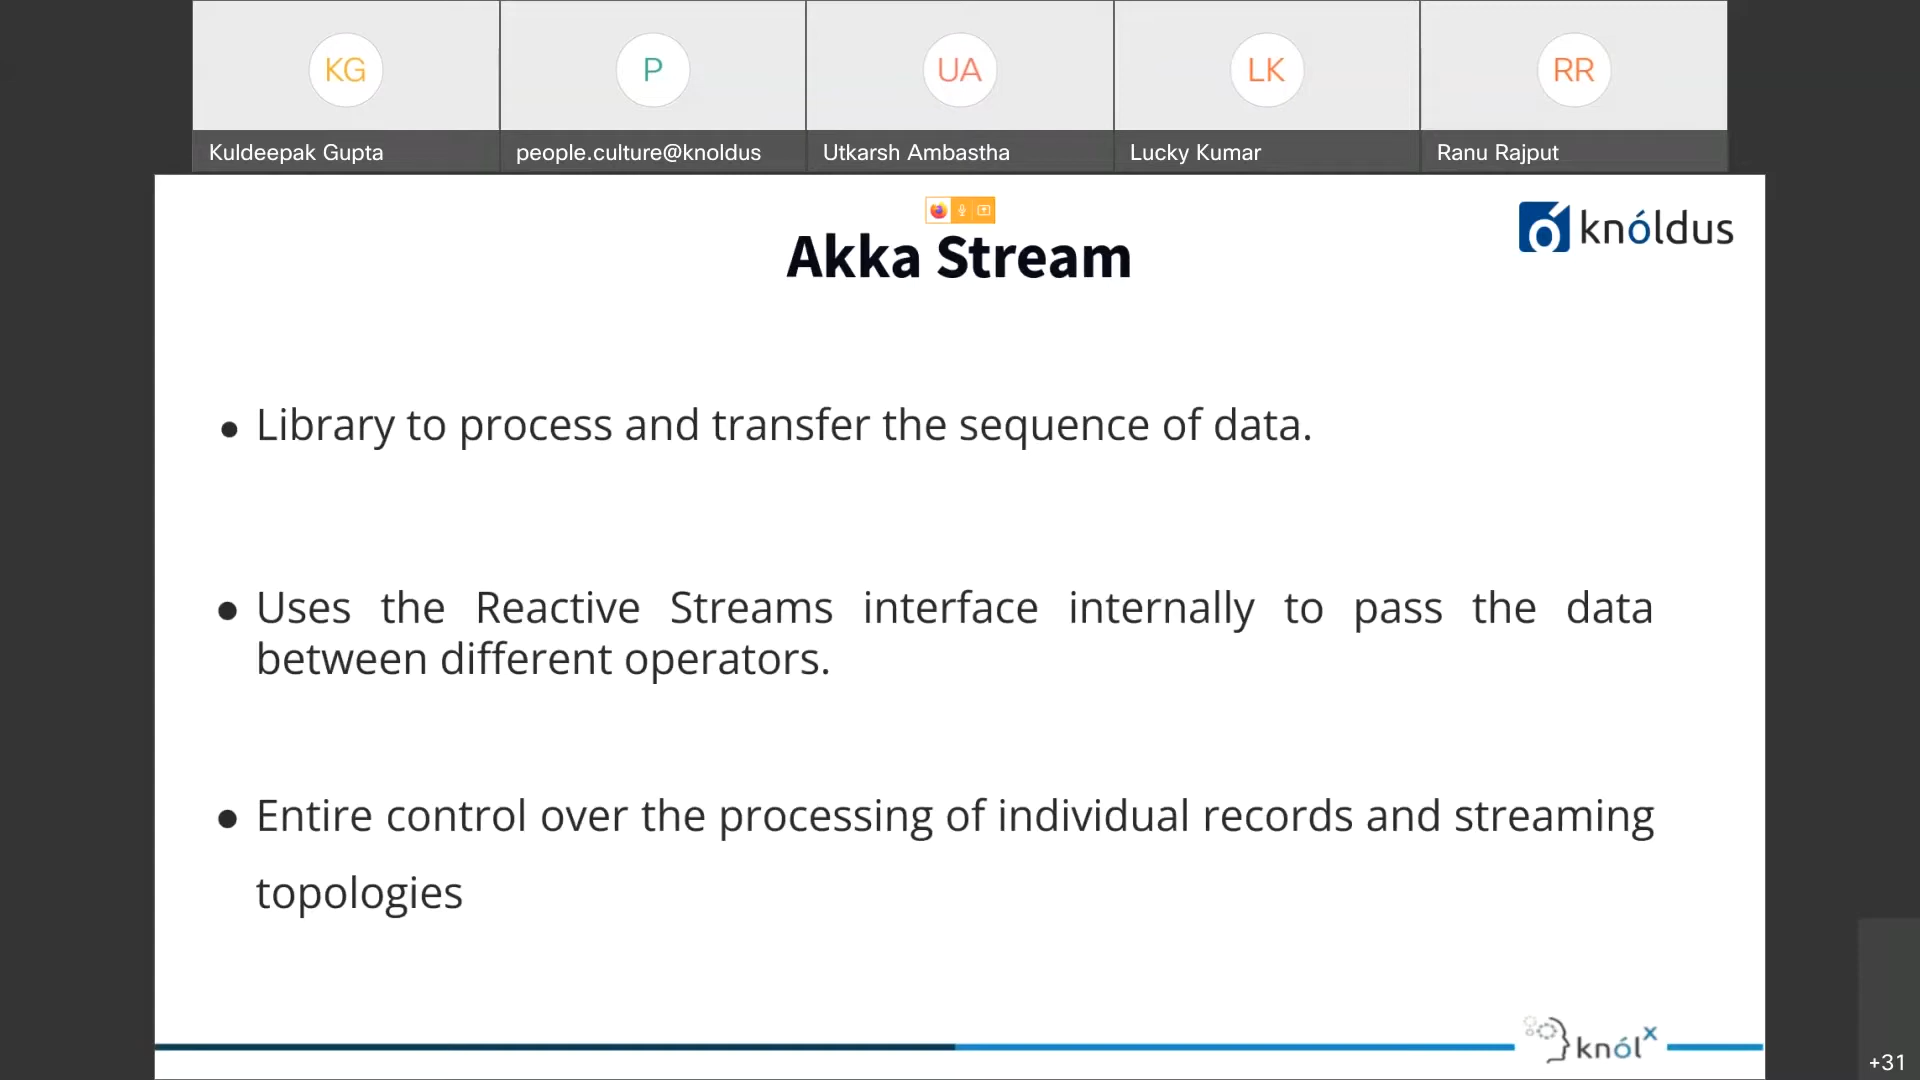 KG
P
UA
LK
RR
Kuldeepak Gupta
people.culture@knoldus
Utkarsh Ambastha
Lucky Kumar
Ranu Rajput
knóldus
Akka Stream
● Library to process and transfer the sequence of data.
● Uses the Reactive Streams interface internally to pass the data
between different operators.
● Entire control over the processing of individual records and streaming
topologies
knólx
+31